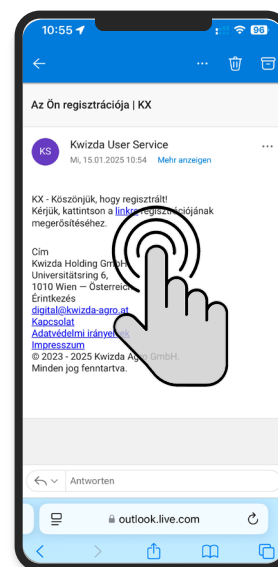 10:55
96
Az Ön regisztrációja | KX
KS
Kwizda User Service
Mi, 15.01.2025 10:54 Mehr anzeigen
KX - Köszönjük, hogy regisztrált!
Kérjük, kattintson a linkre regisztrációjának
megerősítéséhez.
Cím
Kwizda Holding GmbH
Universitätsring 6,
1010 Wien — Österreich
Érintkezés
digital@kwizda-agro.at
Kapcsolat
Adatvédelmi
Impresszum
© 2023 - 2025 Kwizda Agro GmbH.
Minden jog fenntartva.
Antworten
outlook.live.com